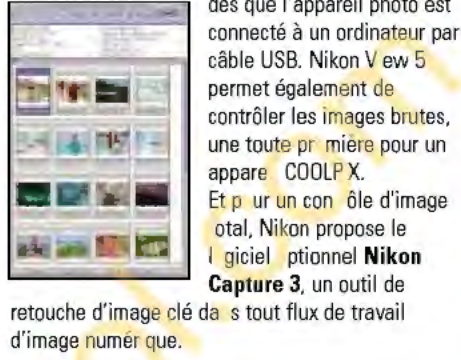 dès que l'appareil photo est
connecté à un ordinateur par
câble USB. Nikon V ew 5
permet également de
contrôler les images brutes,
une toute pr mière pour un
appare COOLP X.
Et p ur un con ôle d'image
otal, Nikon propose le
l giciel ptionnel Nikon
Capture 3, un outil de
retouche d'image clé da s tout flux de travail
d'image numér que.